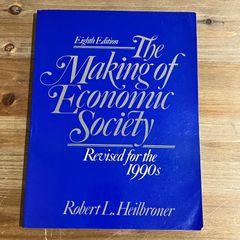 Eighth Edition
The
Making of
Economic
Society
Revised for the
1990s
Robert L. Heilbroner